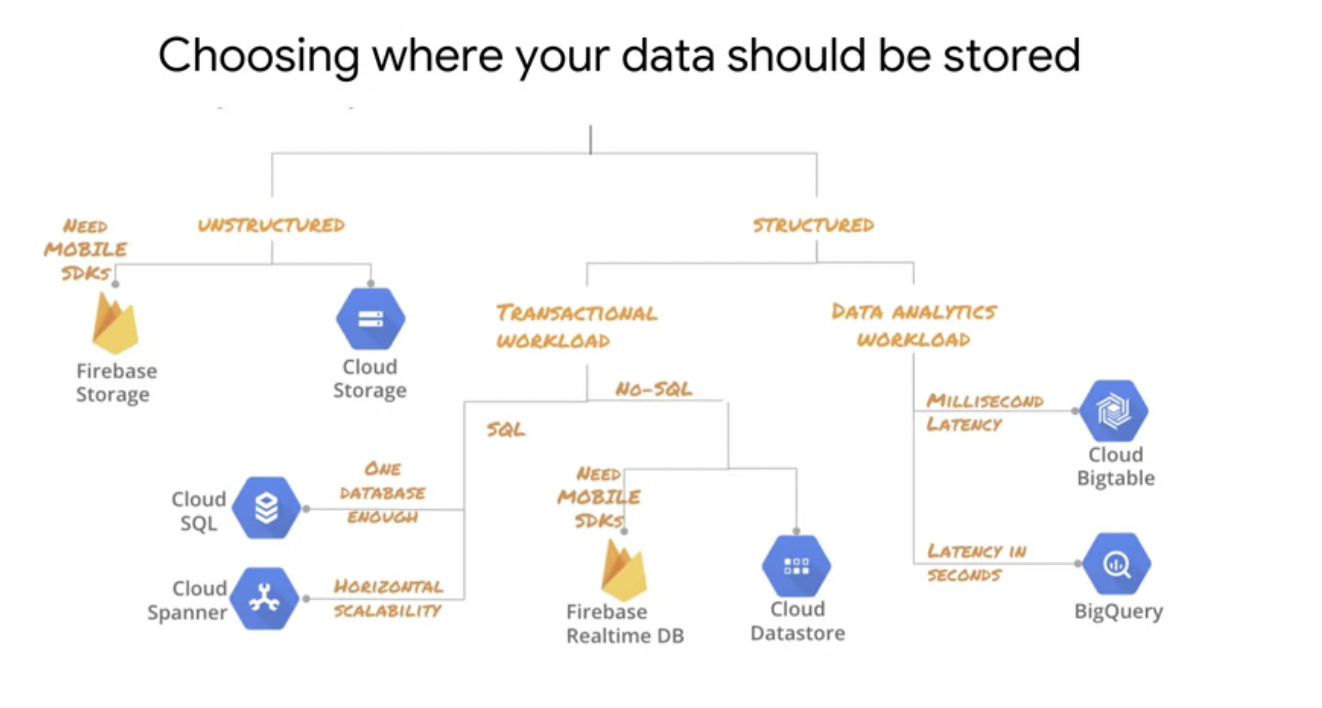 Choosing where your data should be stored
UNSTRUCTURED
STRUCTURED
NEED
MOBILE
SDKs
Firebase
Storage
Cloud
Storage
TRANSACTIONAL
WORKLOAD
DATA ANALYTICS
WORKLOAD
SQL
No-SQL
ONE
DATABASE
ENOUGH
Cloud
SQL
HORIZONTAL
SCALABILITY
Cloud
Spanner
NEED
MOBILE
SDKs
Firebase
Realtime DB
Cloud
Datastore
MILLISECOND
LATENCY
Cloud
Bigtable
LATENCY IN
SECONDS
BigQuery